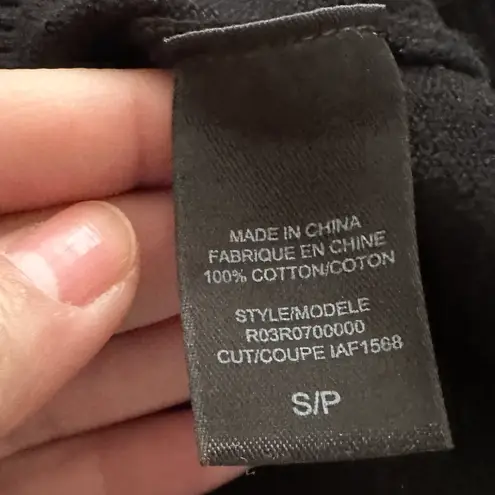 MADE IN CHINA
FABRIQUE EN CHINE
100% COTTON/COTON
STYLE/MODELE
R03R0700000
CUT/COUPE IAF1568
S/P